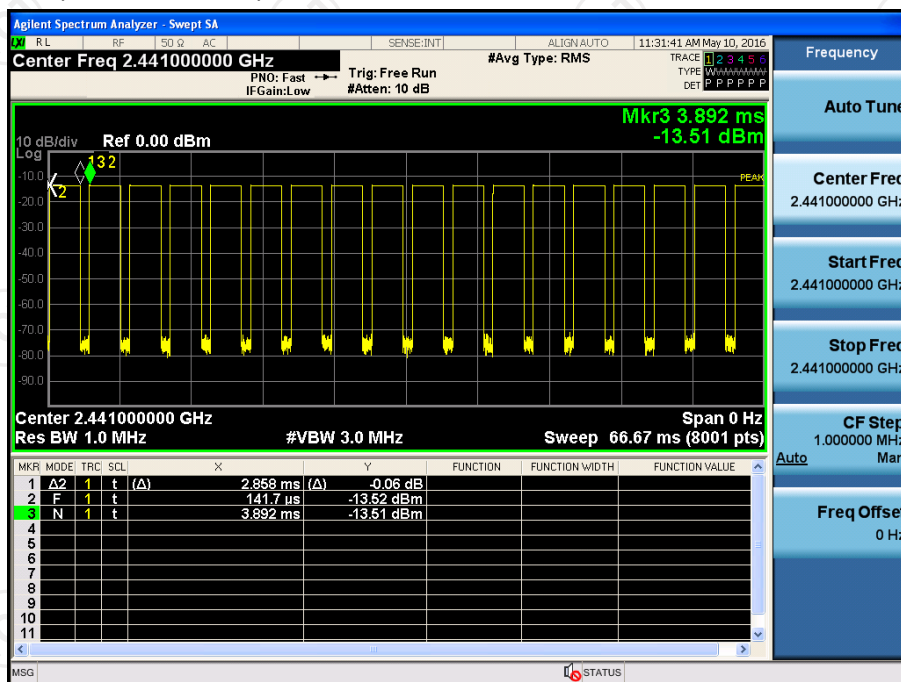 Agilent Spectrum Analyzer - Swept SA
LXI RL RF 50 Ω AC SENSE:INT ALIGN AUTO 11:31:41 AM May 10, 2016
Center Freq 2.441000000 GHz #Avg Type: RMS TRACE 1 2 3 4 5 6
PNO: Fast Trig: Free Run TYPE WWWWWW
IFGain:Low #Atten: 10 dB DET P P P P P P
Frequency
Auto Tune
Mkr3 3.892 ms
10 dB/div Ref 0.00 dBm -13.51 dBm
Log
1 3 2
2
PEAK
-10.0
-20.0
-30.0
-40.0
-50.0
-60.0
-70.0
-80.0
-90.0
Center 2.441000000 GHz Span 0 Hz
Res BW 1.0 MHz #VBW 3.0 MHz Sweep 66.67 ms (8001 pts)
MKR MODE TRC SCL X Y FUNCTION FUNCTION WIDTH FUNCTION VALUE
1 Δ2 1 t (Δ) 2.858 ms (Δ) -0.06 dB
2 F 1 t 141.7 µs -13.52 dBm
3 N 1 t 3.892 ms -13.51 dBm
4
5
6
7
8
9
10
11
Center Freq
2.441000000 GHz
Start Freq
2.441000000 GHz
Stop Freq
2.441000000 GHz
CF Step
1.000000 MHz
Auto Man
Freq Offset
0 Hz
MSG STATUS